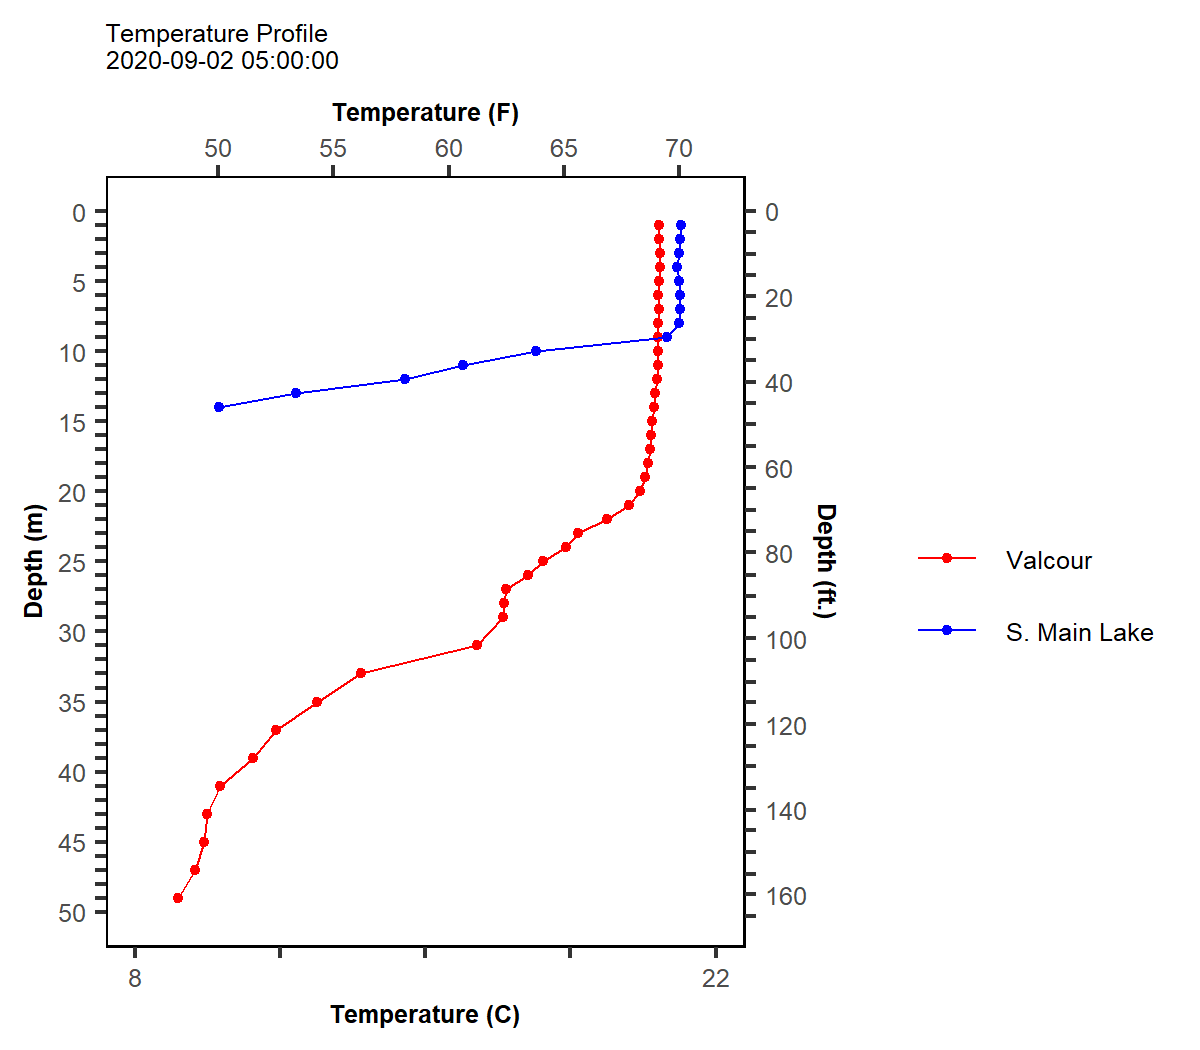 Temperature Profile
2020-09-02 05:00:00
Temperature (F)
50 55 60 65 70
0
5
10
15
20
25
30
35
40
45
50
Depth (m)
0
20
40
60
80
100
120
140
160
Depth (ft.)
Valcour
S. Main Lake
8 22
Temperature (C)